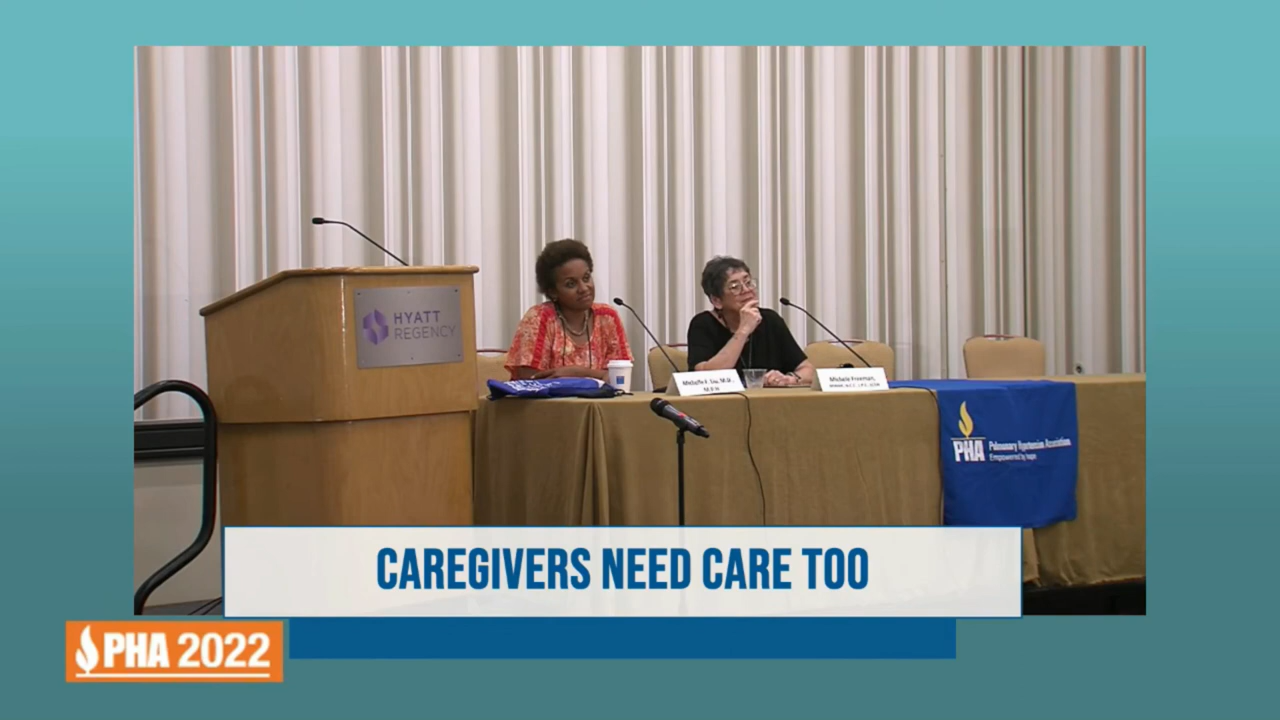 HYATT
REGENCY
Michele Freeman,
PHA
Pulmonary Hypertension Association
Empowered by hope
CAREGIVERS NEED CARE TOO
PHA 2022